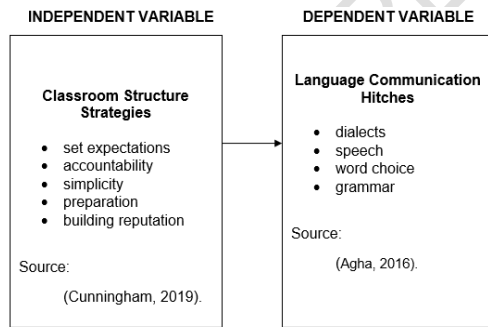 INDEPENDENT VARIABLE
DEPENDENT VARIABLE
Classroom Structure
Strategies
• set expectations
• accountability
• simplicity
• preparation
• building reputation
Source:
(Cunningham, 2019).
Language Communication
Hitches
• dialects
• speech
• word choice
• grammar
Source:
(Agha, 2016).